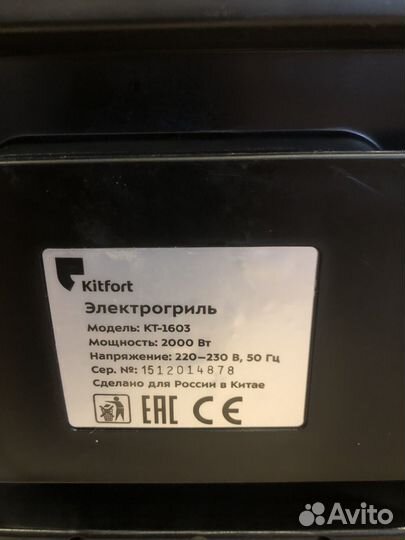 Kitfort
Электрогриль
Модель: КТ-1603
Мощность: 2000 Вт
Напряжение: 220–230 В, 50 Гц
Сер. №: 1512014878
Сделано для России в Китае
EAC CE
Avito